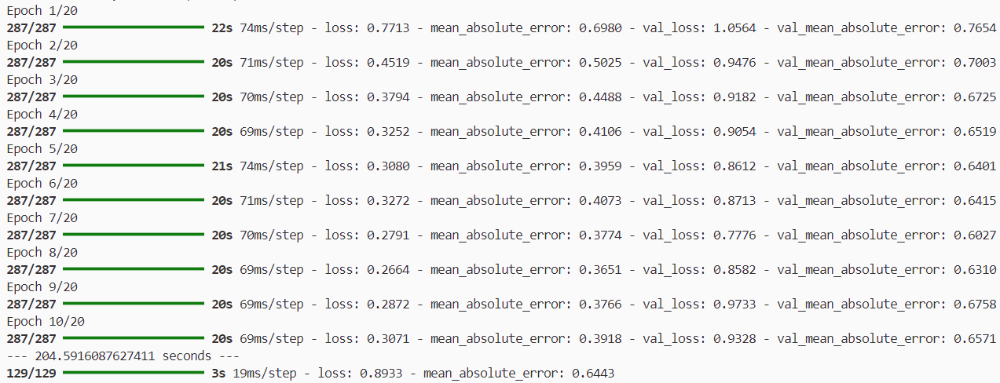 Epoch 1/20
287/287 22s 74ms/step - loss: 0.7713 - mean_absolute_error: 0.6980 - val_loss: 1.0564 - val_mean_absolute_error: 0.7654
Epoch 2/20
287/287 20s 71ms/step - loss: 0.4519 - mean_absolute_error: 0.5025 - val_loss: 0.9476 - val_mean_absolute_error: 0.7003
Epoch 3/20
287/287 20s 70ms/step - loss: 0.3794 - mean_absolute_error: 0.4488 - val_loss: 0.9182 - val_mean_absolute_error: 0.6725
Epoch 4/20
287/287 20s 69ms/step - loss: 0.3252 - mean_absolute_error: 0.4106 - val_loss: 0.9054 - val_mean_absolute_error: 0.6519
Epoch 5/20
287/287 21s 74ms/step - loss: 0.3080 - mean_absolute_error: 0.3959 - val_loss: 0.8612 - val_mean_absolute_error: 0.6401
Epoch 6/20
287/287 20s 71ms/step - loss: 0.3272 - mean_absolute_error: 0.4073 - val_loss: 0.8713 - val_mean_absolute_error: 0.6415
Epoch 7/20
287/287 20s 70ms/step - loss: 0.2791 - mean_absolute_error: 0.3774 - val_loss: 0.7776 - val_mean_absolute_error: 0.6027
Epoch 8/20
287/287 20s 69ms/step - loss: 0.2664 - mean_absolute_error: 0.3651 - val_loss: 0.8582 - val_mean_absolute_error: 0.6310
Epoch 9/20
287/287 20s 69ms/step - loss: 0.2872 - mean_absolute_error: 0.3766 - val_loss: 0.9733 - val_mean_absolute_error: 0.6758
Epoch 10/20
287/287 20s 69ms/step - loss: 0.3071 - mean_absolute_error: 0.3918 - val_loss: 0.9328 - val_mean_absolute_error: 0.6571
--- 204.5916087627411 seconds ---
129/129 3s 19ms/step - loss: 0.8933 - mean_absolute_error: 0.6443